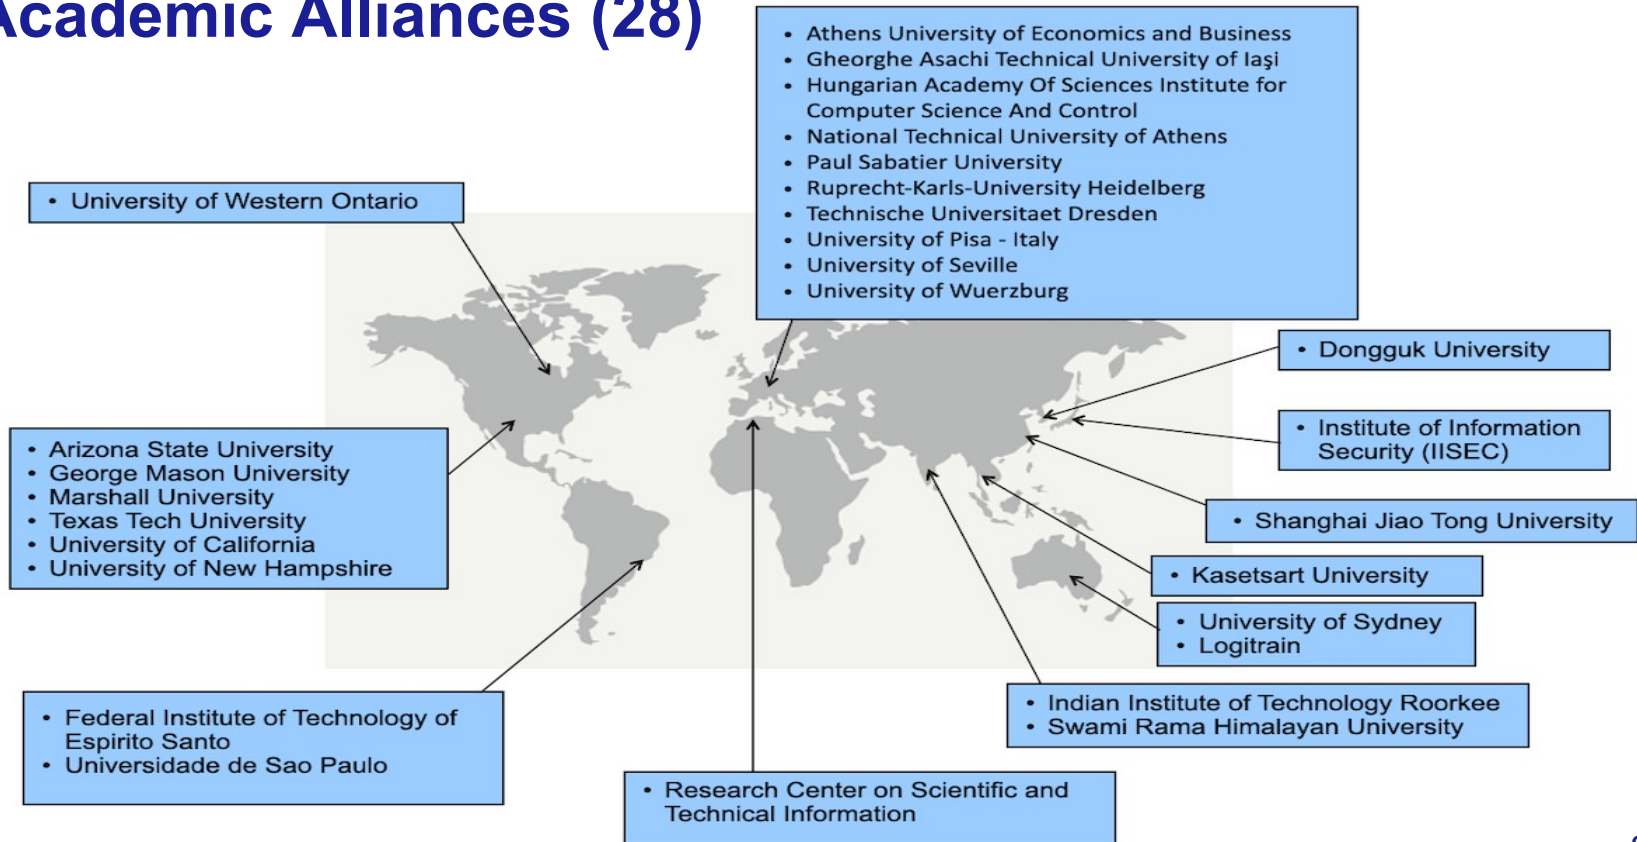 Academic Alliances (28)
• Athens University of Economics and Business
• Gheorghe Asachi Technical University of Iaşi
• Hungarian Academy Of Sciences Institute for
Computer Science And Control
• National Technical University of Athens
• Paul Sabatier University
• Ruprecht-Karls-University Heidelberg
• Technische Universitaet Dresden
• University of Pisa - Italy
• University of Seville
• University of Wuerzburg
• University of Western Ontario
• Dongguk University
• Institute of Information
Security (IISEC)
• Arizona State University
• George Mason University
• Marshall University
• Texas Tech University
• University of California
• University of New Hampshire
• Shanghai Jiao Tong University
• Kasetsart University
• University of Sydney
• Logitrain
• Indian Institute of Technology Roorkee
• Swami Rama Himalayan University
• Federal Institute of Technology of
Espirito Santo
• Universidade de Sao Paulo
• Research Center on Scientific and
Technical Information